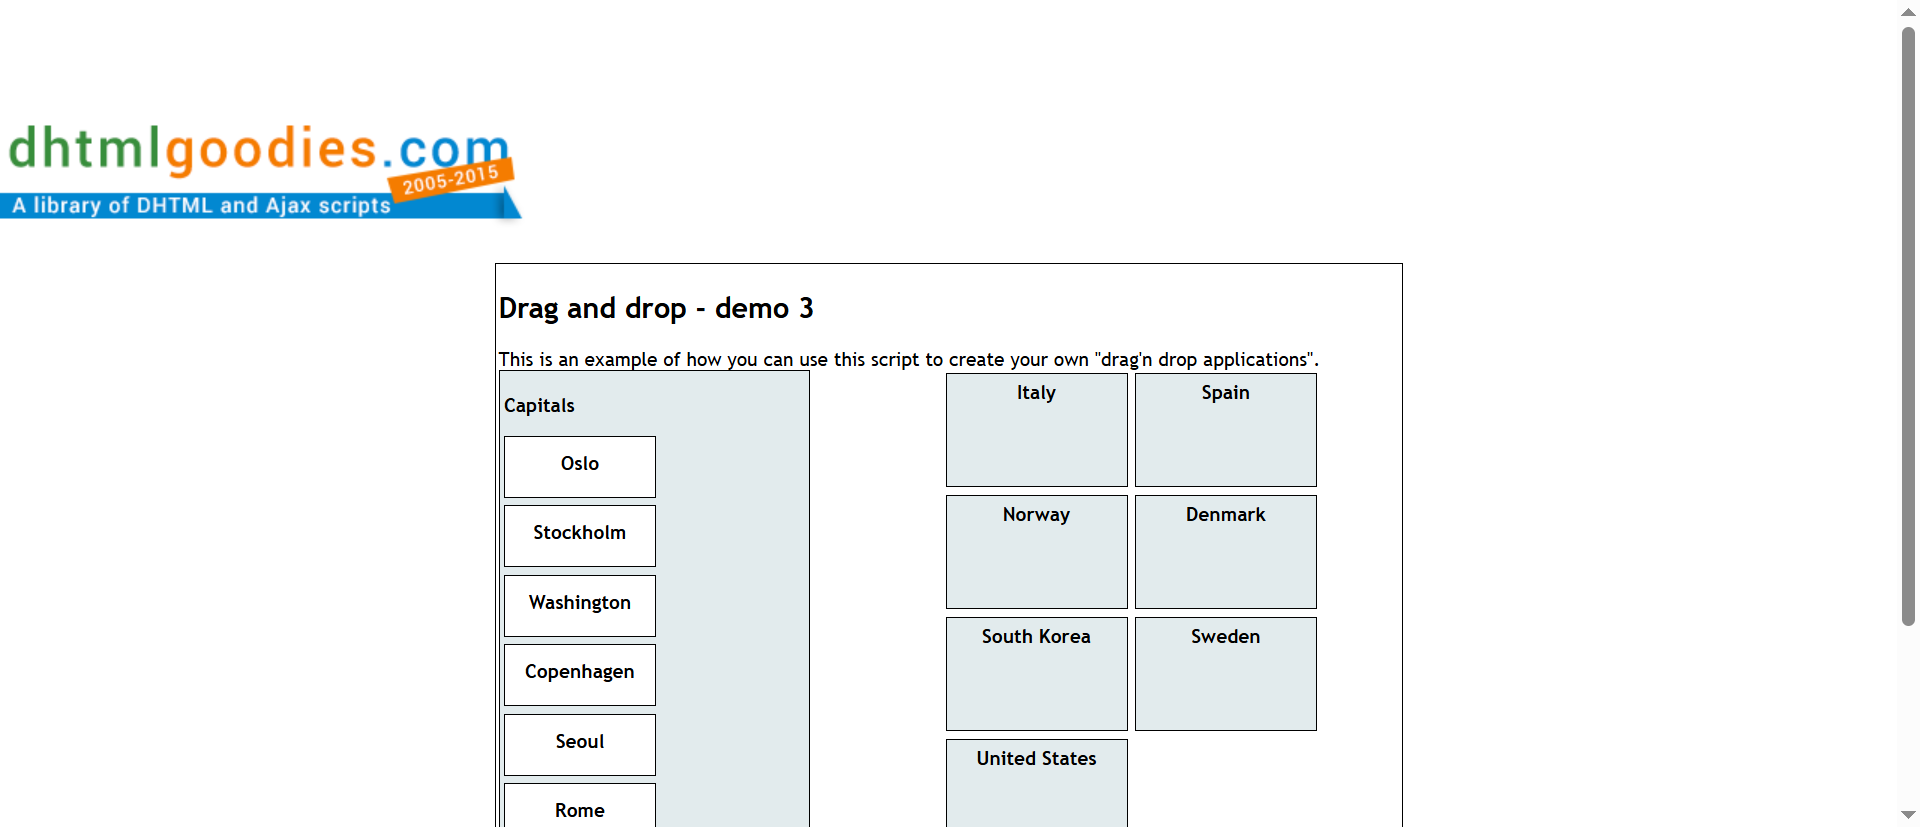 dhtmlgoodies.com
2005-2015
A library of DHTML and Ajax scripts
Drag and drop - demo 3
This is an example of how you can use this script to create your own "drag'n drop applications".
Capitals
Oslo
Stockholm
Washington
Copenhagen
Seoul
Rome
Italy
Spain
Norway
Denmark
South Korea
Sweden
United States